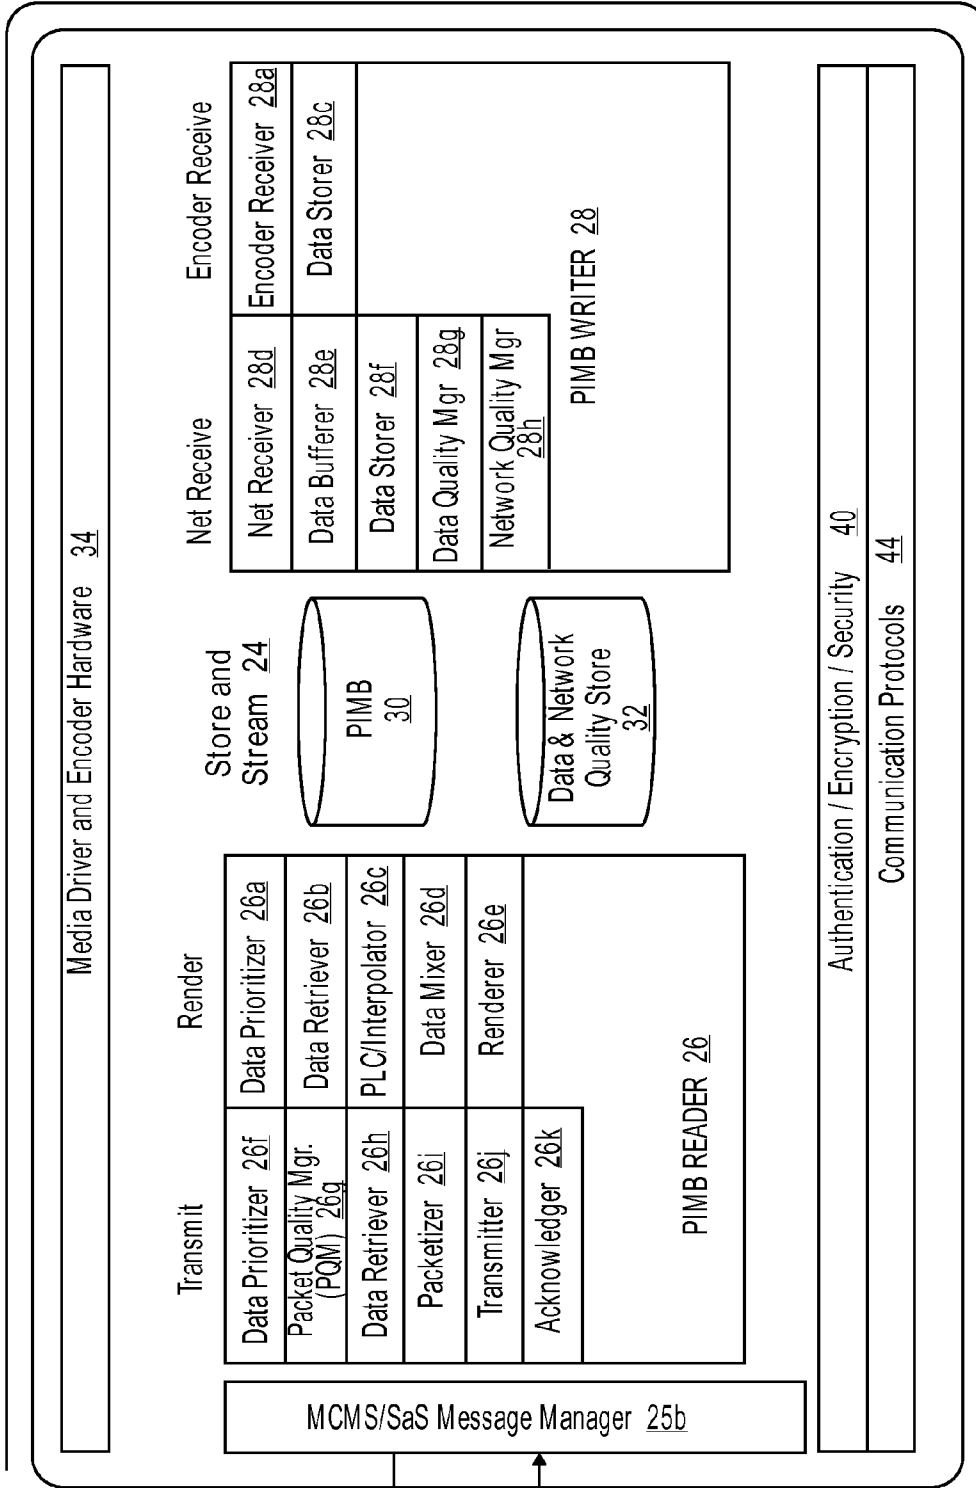 Media Driver and Encoder Hardware 34
MCMS/SaS Message Manager 25b
Transmit
Data Prioritizer 26f
Packet Quality Mgr.
(PQM) 26g
Data Retriever 26h
Packetizer 26i
Transmitter 26j
Acknowledger 26k
Render
Data Prioritizer 26a
Data Retriever 26b
PLC/Interpolator 26c
Data Mixer 26d
Renderer 26e
PIMB READER 26
Store and
Stream 24
PIMB
30
Data & Network
Quality Store
32
Net Receive
Net Receiver 28d
Data Bufferer 28e
Data Storer 28f
Data Quality Mgr 28g
Network Quality Mgr
28h
Encoder Receive
Encoder Receiver 28a
Data Storer 28c
PIMB WRITER 28
Authentication / Encryption / Security 40
Communication Protocols 44